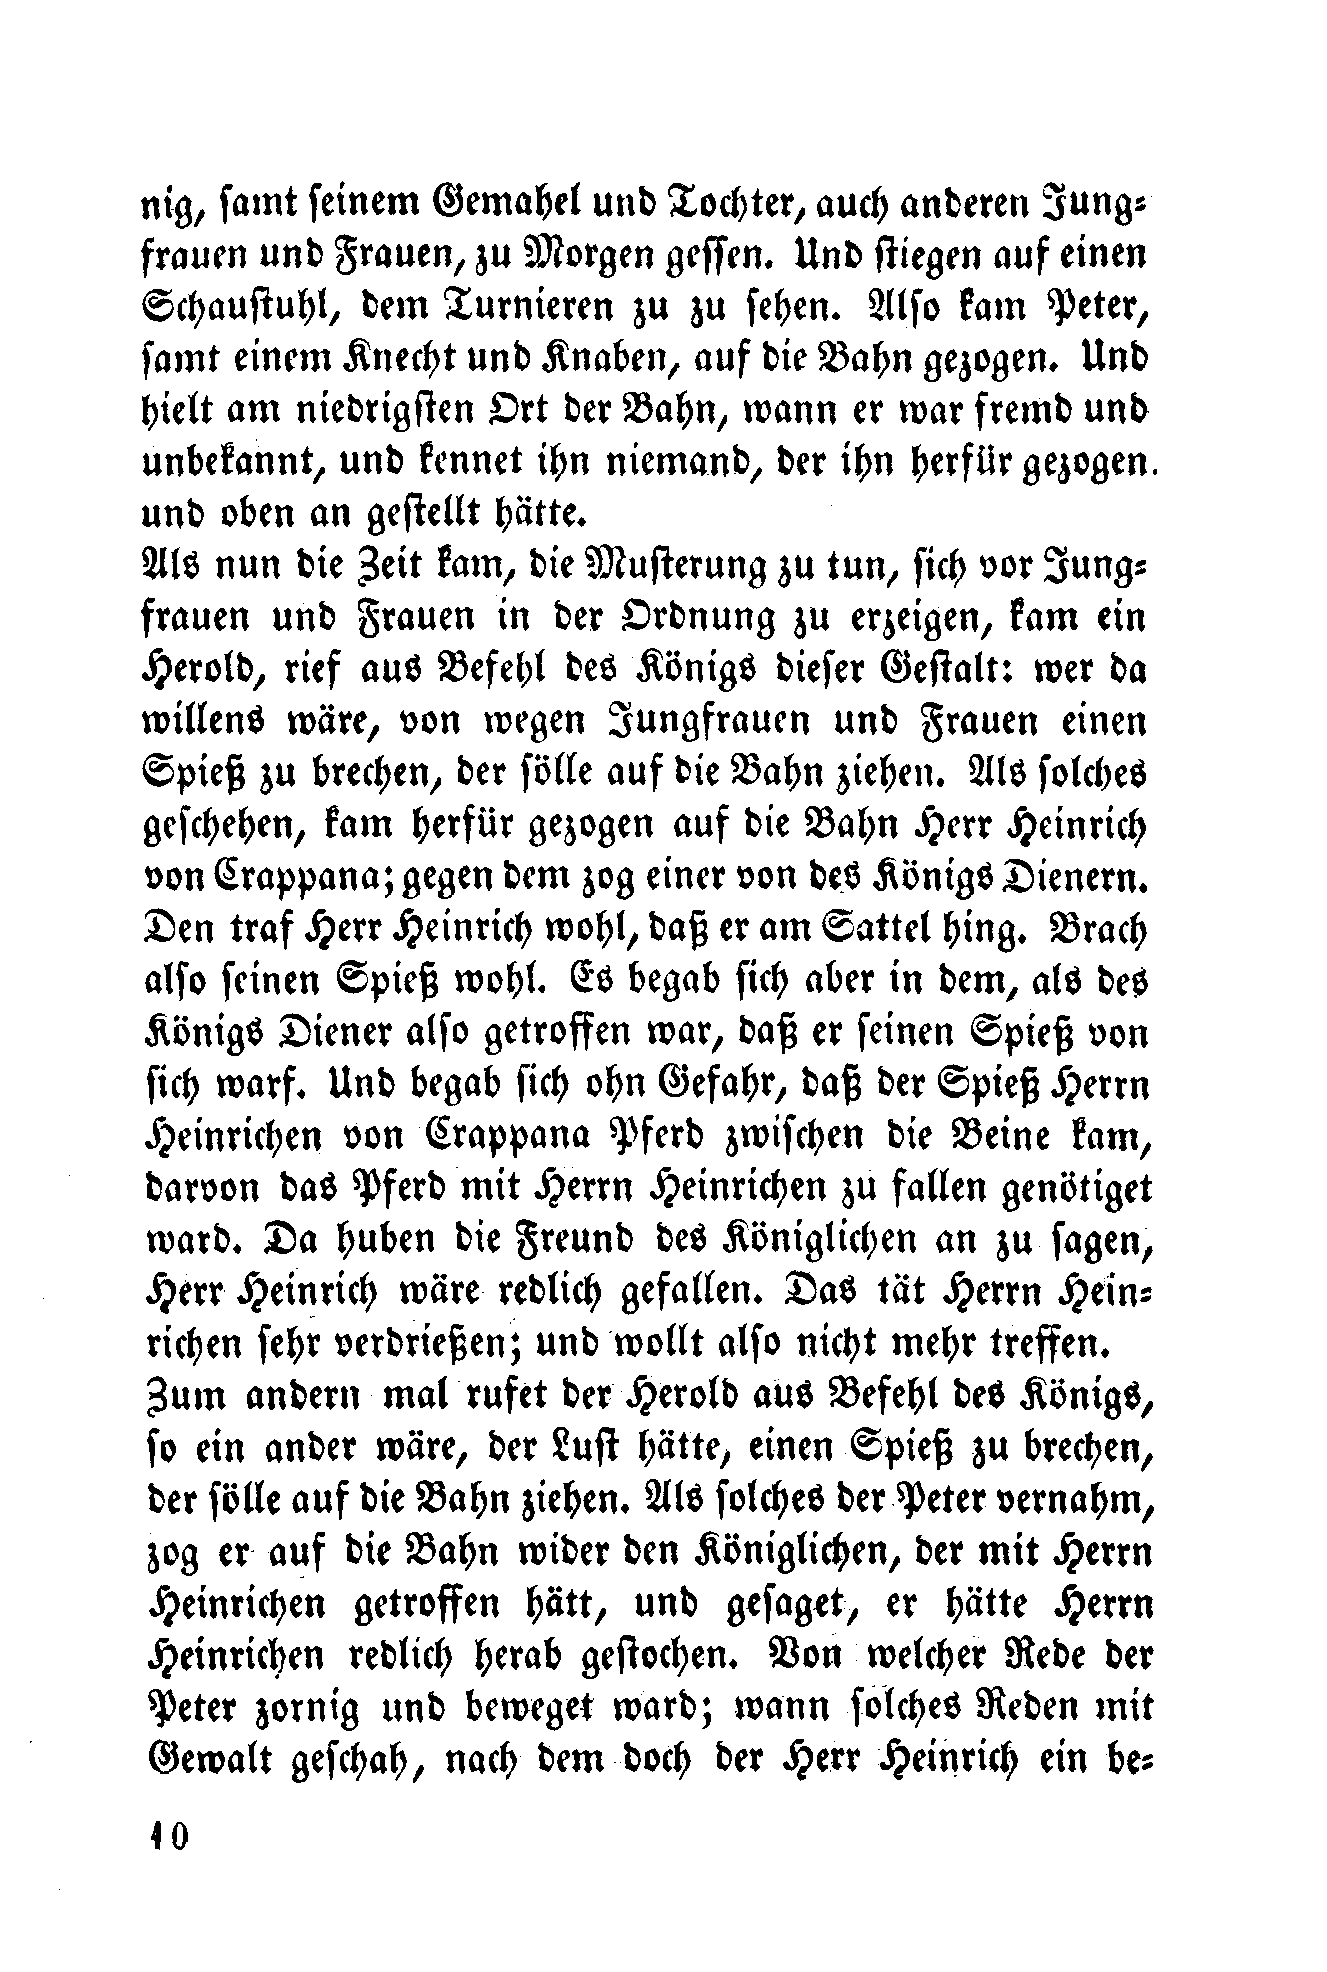 nig, samt seinem Gemahel und Tochter, auch anderen Jung-
frauen und Frauen, zu Morgen gessen. Und stiegen auf einen
Schaustuhl, dem Turnieren zu zu sehen. Also kam Peter,
samt einem Knecht und Knaben, auf die Bahn gezogen. Und
hielt am niedrigsten Ort der Bahn, wann er war fremd und
unbekannt, und kennet ihn niemand, der ihn herfür gezogen.
und oben an gestellt hätte.
Als nun die Zeit kam, die Musterung zu tun, sich vor Jung-
frauen und Frauen in der Ordnung zu erzeigen, kam ein
Herold, rief aus Befehl des Königs dieser Gestalt: wer da
willens wäre, von wegen Jungfrauen und Frauen einen
Spieß zu brechen, der sölle auf die Bahn ziehen. Als solches
geschehen, kam herfür gezogen auf die Bahn Herr Heinrich
von Crappana; gegen dem zog einer von des Königs Dienern.
Den traf Herr Heinrich wohl, daß er am Sattel hing. Brach
also seinen Spieß wohl. Es begab sich aber in dem, als des
Königs Diener also getroffen war, daß er seinen Spieß von
sich warf. Und begab sich ohn Gefahr, daß der Spieß Herrn
Heinrichen von Crappana Pferd zwischen die Beine kam,
darvon das Pferd mit Herrn Heinrichen zu fallen genötiget
ward. Da huben die Freund des Königlichen an zu sagen,
Herr Heinrich wäre redlich gefallen. Das tät Herrn Hein-
richen sehr verdrießen; und wollt also nicht mehr treffen.
Zum andern mal rufet der Herold aus Befehl des Königs,
so ein ander wäre, der Lust hätte, einen Spieß zu brechen,
der sölle auf die Bahn ziehen. Als solches der Peter vernahm,
zog er auf die Bahn wider den Königlichen, der mit Herrn
Heinrichen getroffen hätt, und gesaget, er hätte Herrn
Heinrichen redlich herab gestochen. Von welcher Rede der
Peter zornig und beweget ward; wann solches Reden mit
Gewalt geschah, nach dem doch der Herr Heinrich ein be-
10